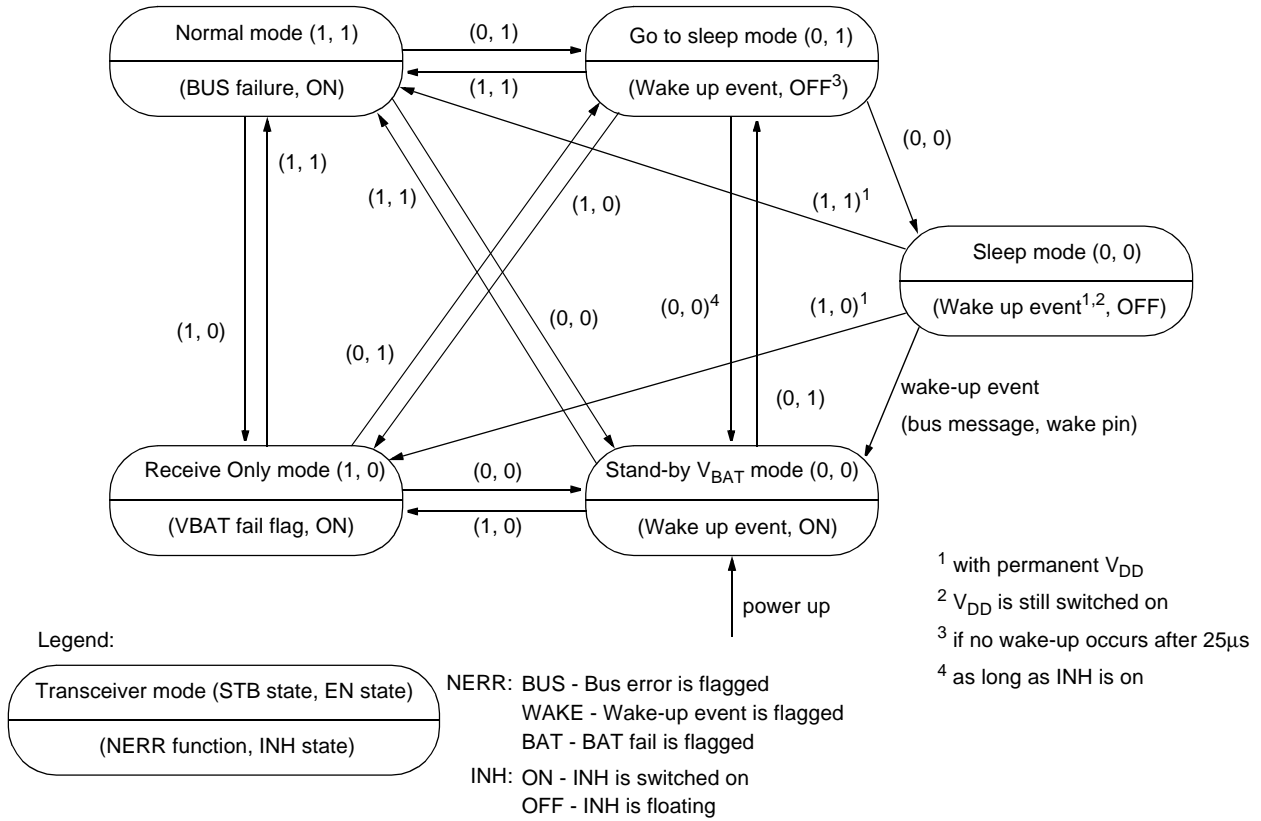 Normal mode (1, 1)
(BUS failure, ON)
(0, 1)
(1, 1)
Go to sleep mode (0, 1)
(Wake up event, OFF³)
(0, 0)
(1, 1)
(1, 1)
(1, 0)
(1, 1)¹
Sleep mode (0, 0)
(Wake up event¹,², OFF)
(1, 0)
(0, 1)
(0, 0)
(0, 0)⁴
(1, 0)¹
(0, 1)
wake-up event
(bus message, wake pin)
Receive Only mode (1, 0)
(VBAT fail flag, ON)
(0, 0)
(1, 0)
Stand-by VBAT mode (0, 0)
(Wake up event, ON)
power up
¹ with permanent VDD
² VDD is still switched on
³ if no wake-up occurs after 25μs
⁴ as long as INH is on
Legend:
Transceiver mode (STB state, EN state)
(NERR function, INH state)
NERR: BUS - Bus error is flagged
WAKE - Wake-up event is flagged
BAT - BAT fail is flagged
INH: ON - INH is switched on
OFF - INH is floating